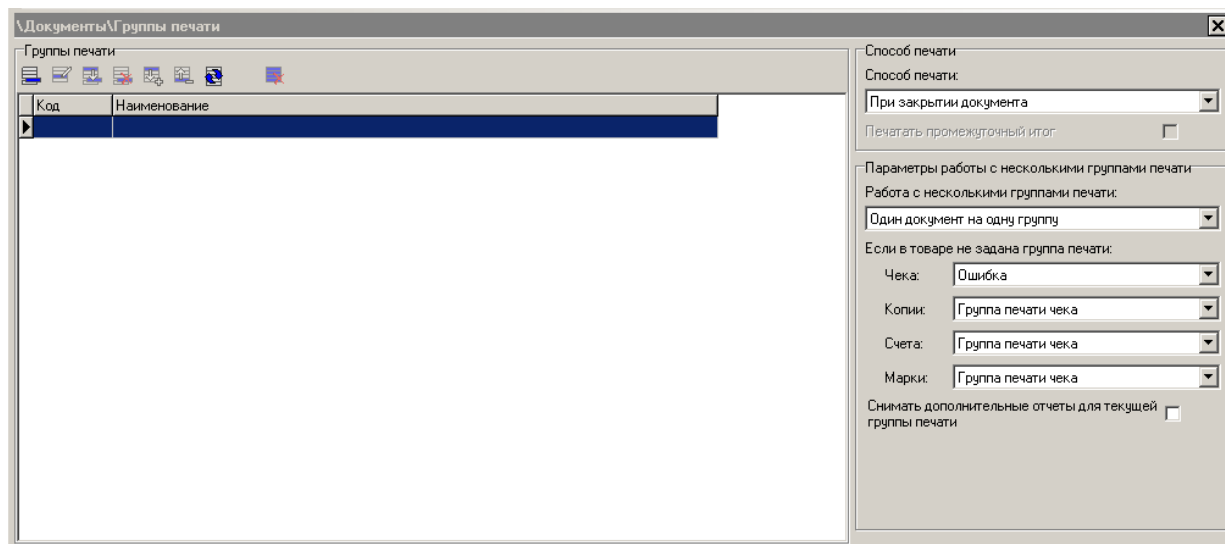 \Документы\Группы печати
Группы печати
Код Наименование
Способ печати
Способ печати:
При закрытии документа
Печатать промежуточный итог
Параметры работы с несколькими группами печати
Работа с несколькими группами печати:
Один документ на одну группу
Если в товаре не задана группа печати:
Чека: Ошибка
Копии: Группа печати чека
Счета: Группа печати чека
Марки: Группа печати чека
Снимать дополнительные отчеты для текущей
группы печати